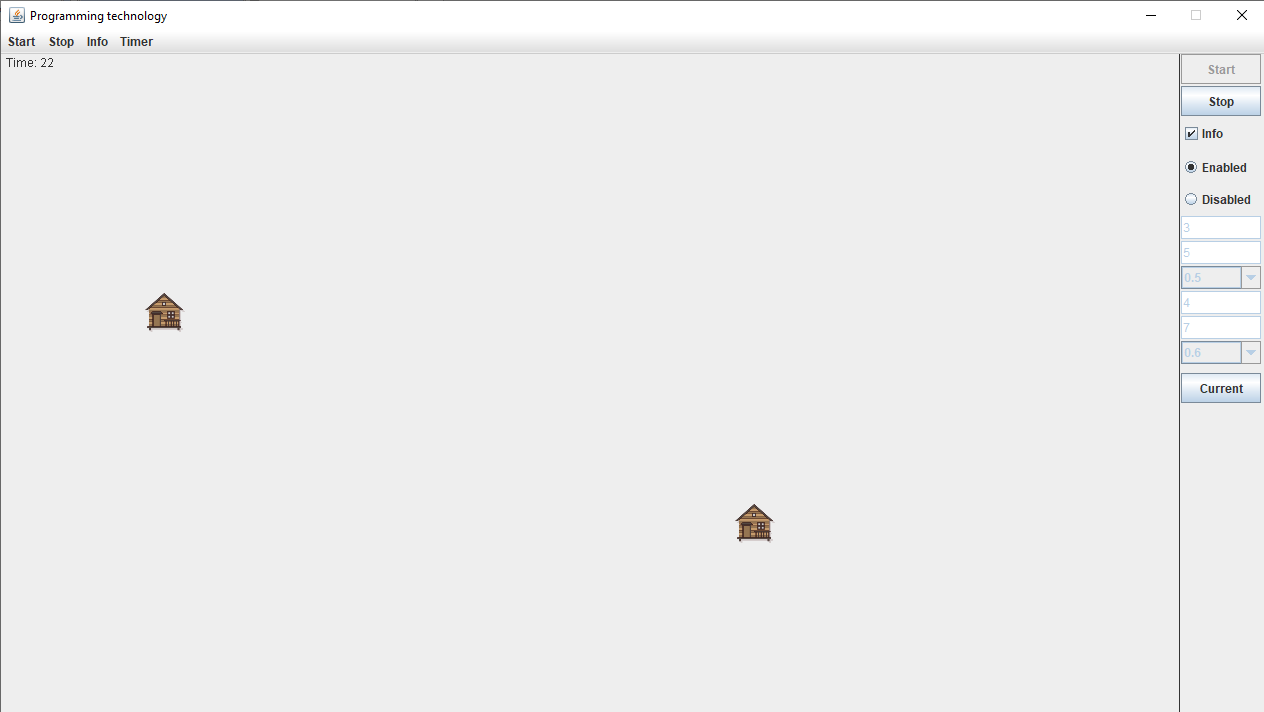 Programming technology
Start Stop Info Timer
Time: 22
Start
Stop
Info
Enabled
Disabled
3
5
0.5
4
7
0.6
Current